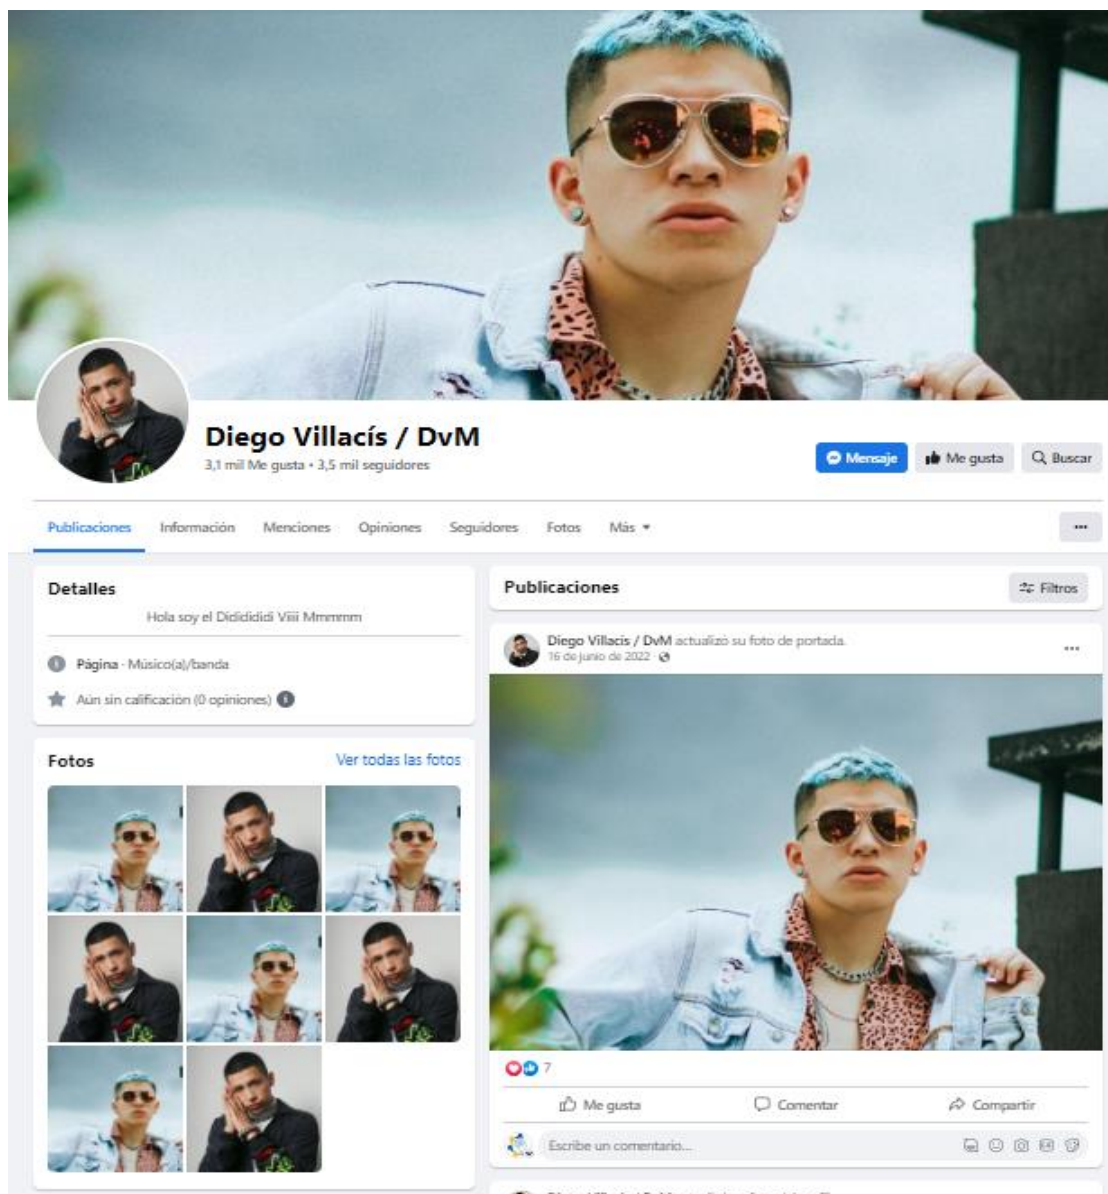 Diego Villacís / DvM
3,1 mil Me gusta • 3,5 mil seguidores
Mensaje
Me gusta
Buscar
Publicaciones Información Menciones Opiniones Seguidores Fotos Más
Detalles
Hola soy el Didididi Viiii Mmmmm
Página · Músico(a)/banda
Aún sin calificación (0 opiniones)
Fotos
Ver todas las fotos
Publicaciones
Filtros
Diego Villacís / DvM actualizó su foto de portada.
16 de junio de 2022 ·
7
Me gusta Comentar Compartir
Escribe un comentario...